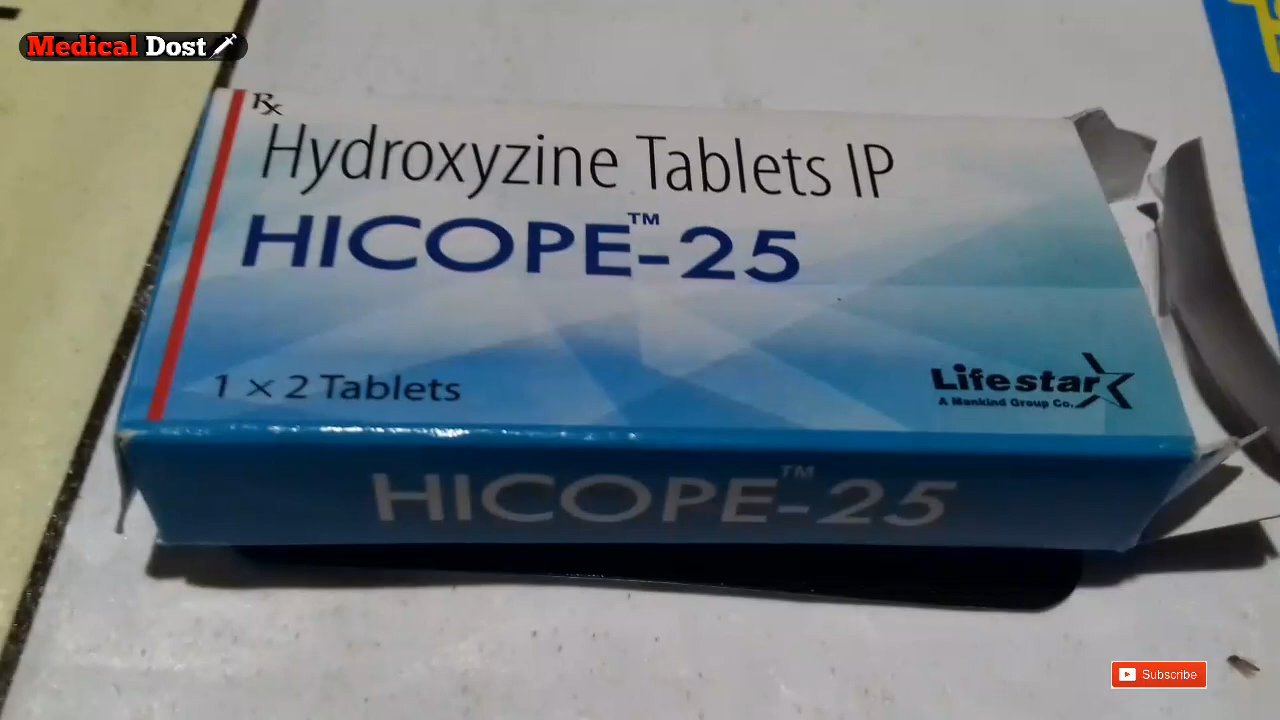 Medical Dost
Rx
Hydroxyzine Tablets IP
HICOPE™-25
1 × 2 Tablets
Lifestar
A Mankind Group Co.
HICOPE™-25
Subscribe